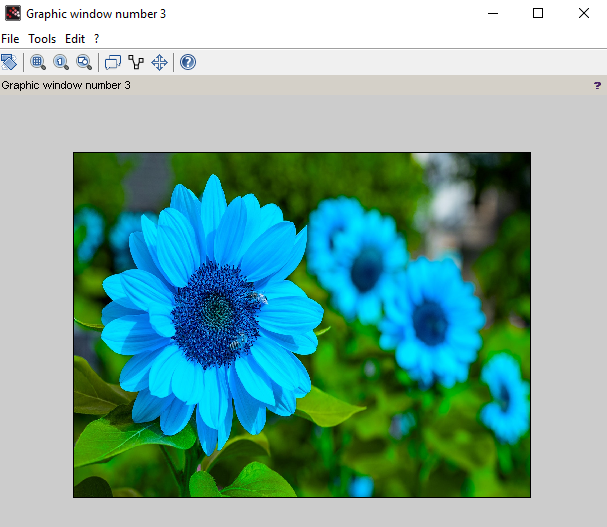 Graphic window number 3
File Tools Edit ?
Graphic window number 3 ?